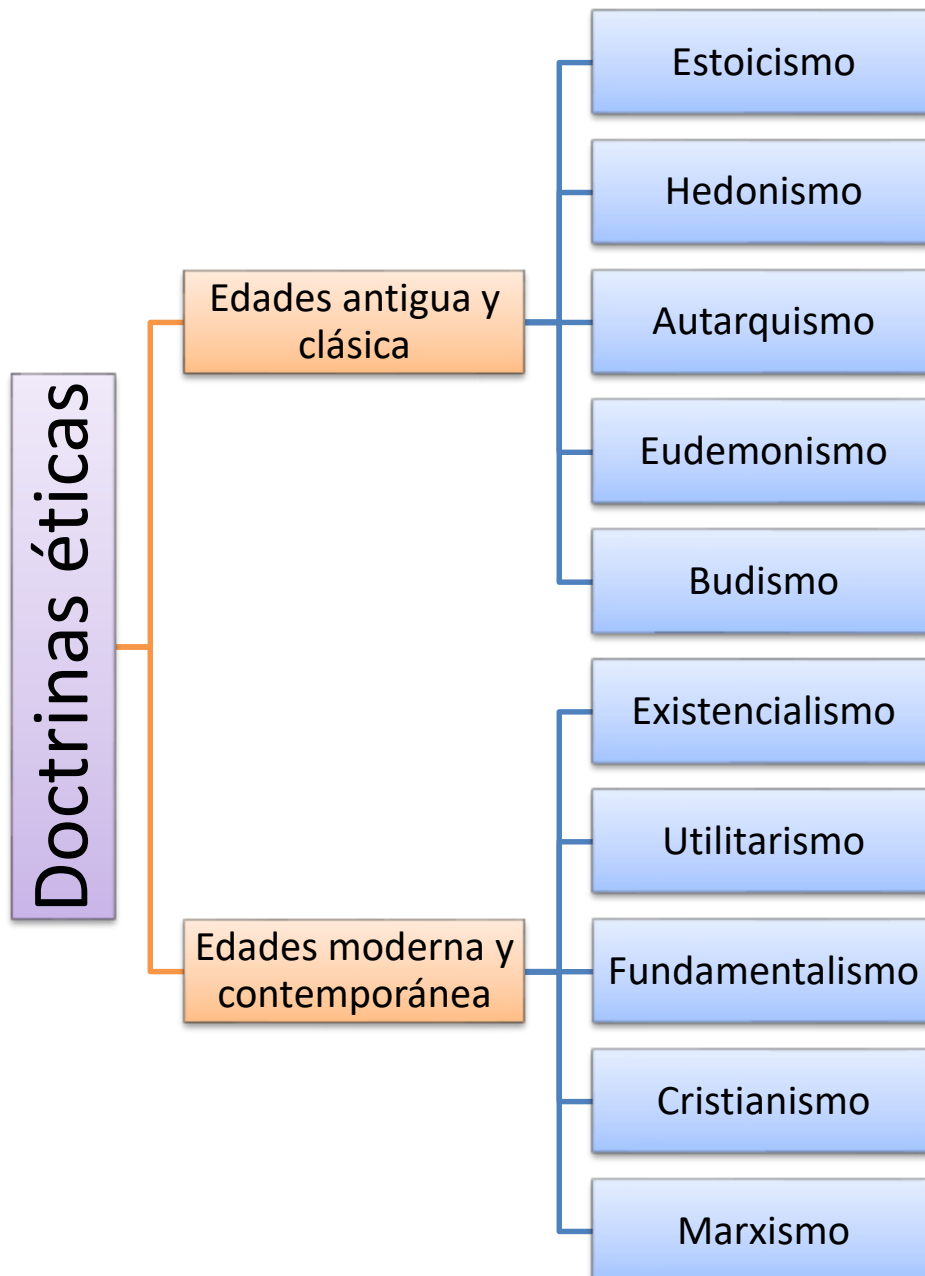 Doctrinas éticas
Edades antigua y
clásica
Estoicismo
Hedonismo
Autarquismo
Eudemonismo
Budismo
Edades moderna y
contemporánea
Existencialismo
Utilitarismo
Fundamentalismo
Cristianismo
Marxismo